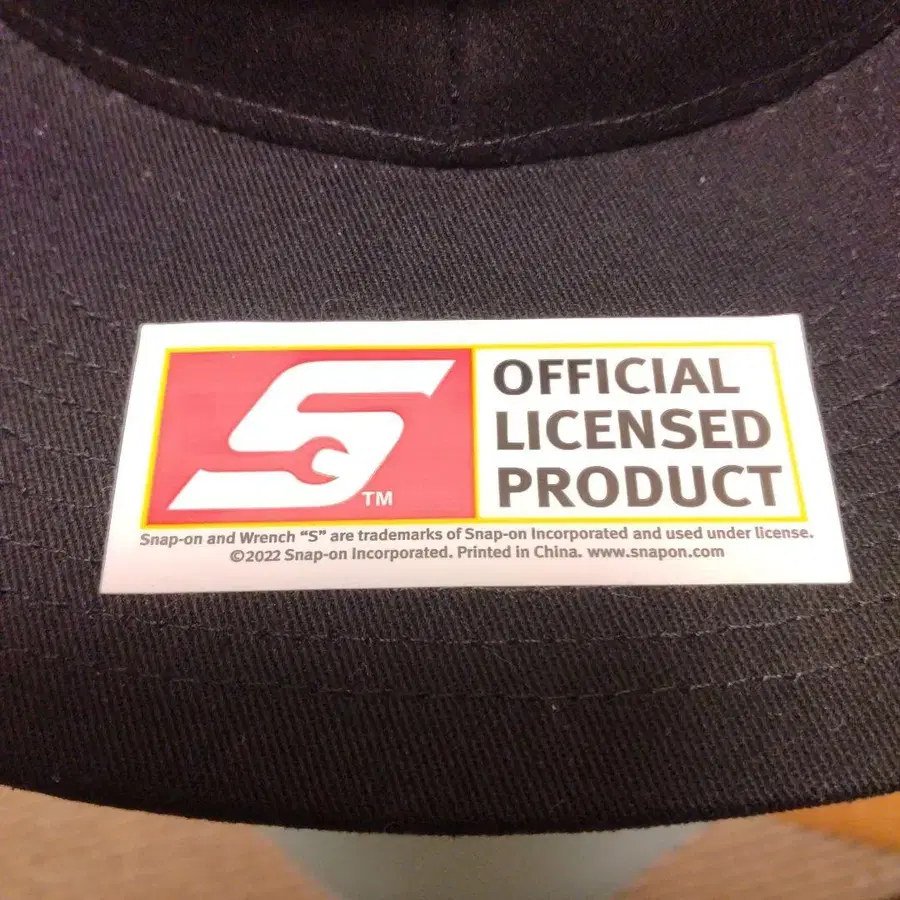 OFFICIAL
LICENSED
PRODUCT
TM
Snap-on and Wrench “S” are trademarks of Snap-on Incorporated and used under license.
©2022 Snap-on Incorporated. Printed in China. www.snapon.com